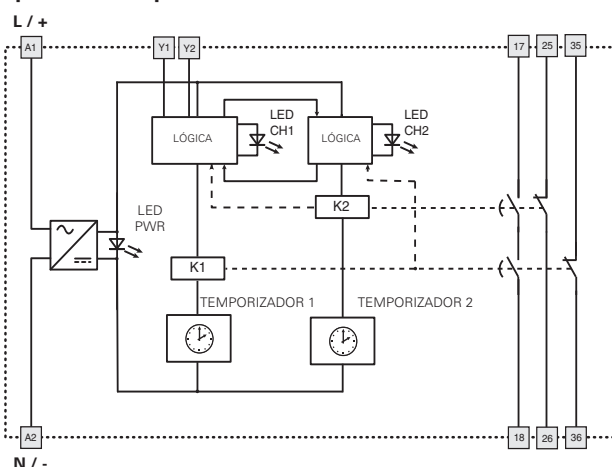 L / +
A1
Y1
Y2
17
25
35
LÓGICA
LED
CH1
LÓGICA
LED
CH2
K2
LED
PWR
K1
TEMPORIZADOR 1
TEMPORIZADOR 2
A2
18
26
36
N / -